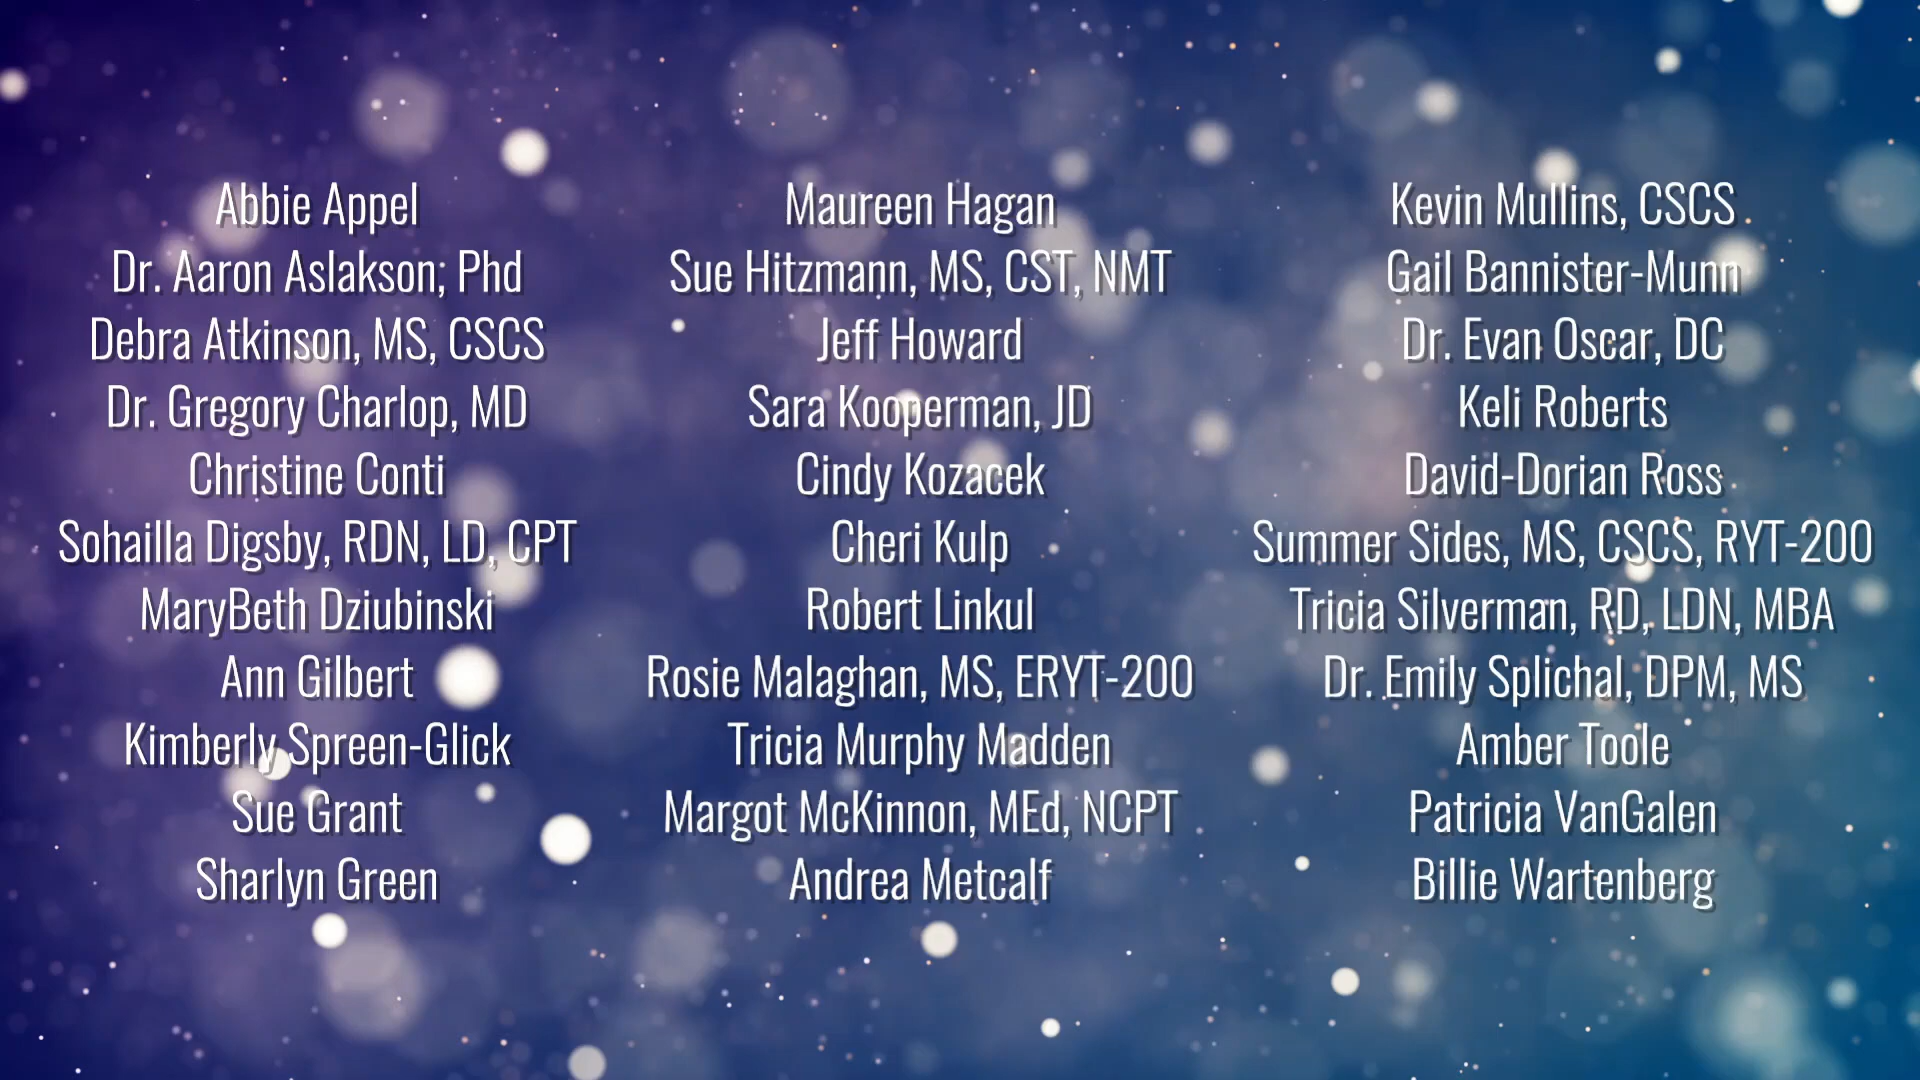 Abbie Appel
Dr. Aaron Aslakson; Phd
Debra Atkinson, MS, CSCS
Dr. Gregory Charlop, MD
Christine Conti
Sohailla Digsby, RDN, LD, CPT
MaryBeth Dziubinski
Ann Gilbert
Kimberly Spreen-Glick
Sue Grant
Sharlyn Green
Maureen Hagan
Sue Hitzmann, MS, CST, NMT
Jeff Howard
Sara Kooperman, JD
Cindy Kozacek
Cheri Kulp
Robert Linkul
Rosie Malaghan, MS, ERYT-200
Tricia Murphy Madden
Margot McKinnon, MEd, NCPT
Andrea Metcalf
Kevin Mullins, CSCS
Gail Bannister-Munn
Dr. Evan Oscar, DC
Keli Roberts
David-Dorian Ross
Summer Sides, MS, CSCS, RYT-200
Tricia Silverman, RD, LDN, MBA
Dr. Emily Splichal, DPM, MS
Amber Toole
Patricia VanGalen
Billie Wartenberg